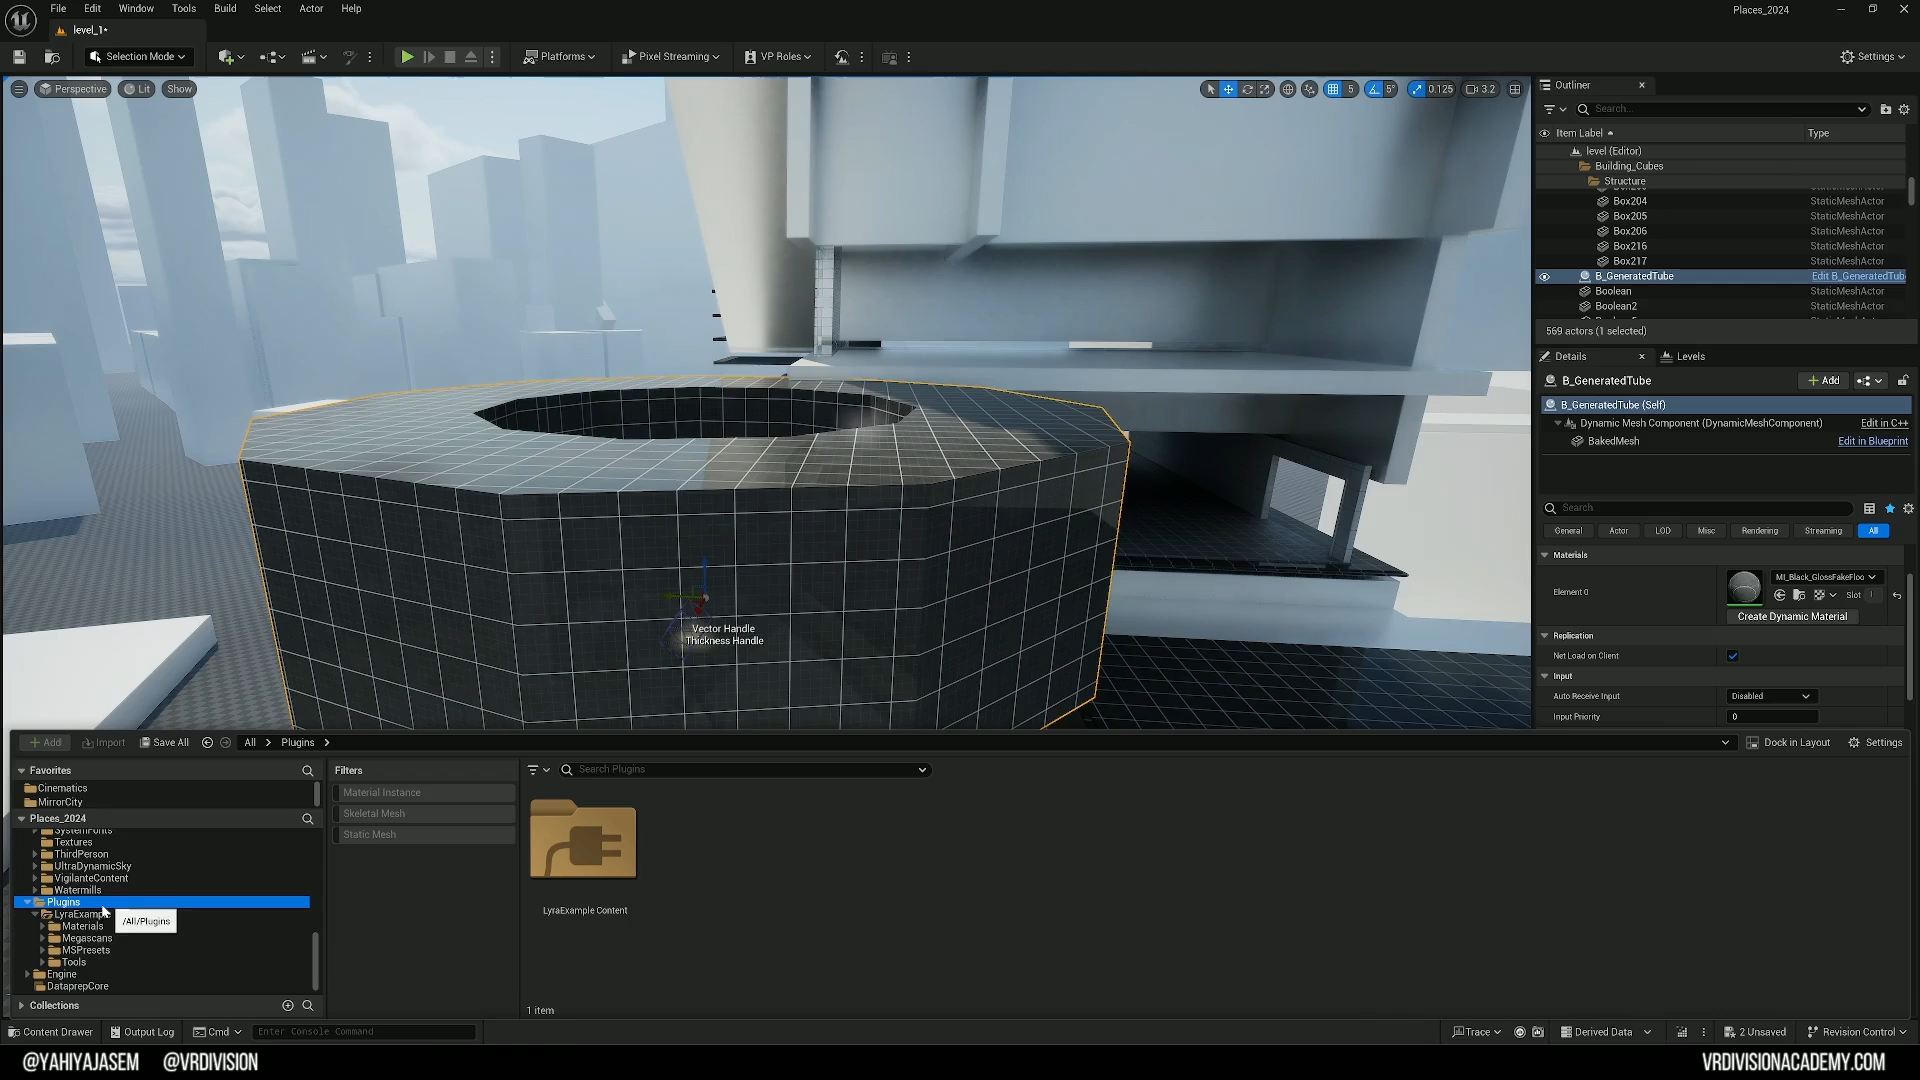 File Edit Window Tools Build Select Actor Help
Places_2024
level_1*
Selection Mode
Platforms
Pixel Streaming
VP Roles
Settings
Perspective
Lit
Show
5
5°
0.125
3.2
Outliner
Search...
Item Label
Type
level (Editor)
Building_Cubes
Structure
Box204 StaticMeshActor
Box205 StaticMeshActor
Box206 StaticMeshActor
Box216 StaticMeshActor
Box217 StaticMeshActor
B_GeneratedTube Edit B_GeneratedTub
Boolean StaticMeshActor
Boolean2 StaticMeshActor
569 actors (1 selected)
Details
Levels
B_GeneratedTube
Add
B_GeneratedTube (Self)
Dynamic Mesh Component (DynamicMeshComponent) Edit in C++
BakedMesh Edit in Blueprint
Search
General Actor LOD Misc Rendering Streaming All
Materials
MI_Black_GlossFakeFloo
Element 0
Slot
Create Dynamic Material
Replication
Net Load on Client
Input
Auto Receive Input Disabled
Input Priority 0
Vector Handle
Thickness Handle
Add Import Save All All Plugins
Dock in Layout Settings
Favorites
Cinematics
MirrorCity
Places_2024
SystemFonts
Textures
ThirdPerson
UltraDynamicSky
VigilanteContent
Watermills
Plugins
LyraExamp
/All/Plugins
Materials
Megascans
MSPresets
Tools
Engine
DataprepCore
Collections
Filters
Material Instance
Skeletal Mesh
Static Mesh
Search Plugins
LyraExample Content
1 item
Content Drawer Output Log Cmd Enter Console Command
Trace Derived Data 2 Unsaved Revision Control
@YAHIYAJASEM @VRDIVISION
VRDIVISIONACADEMY.COM